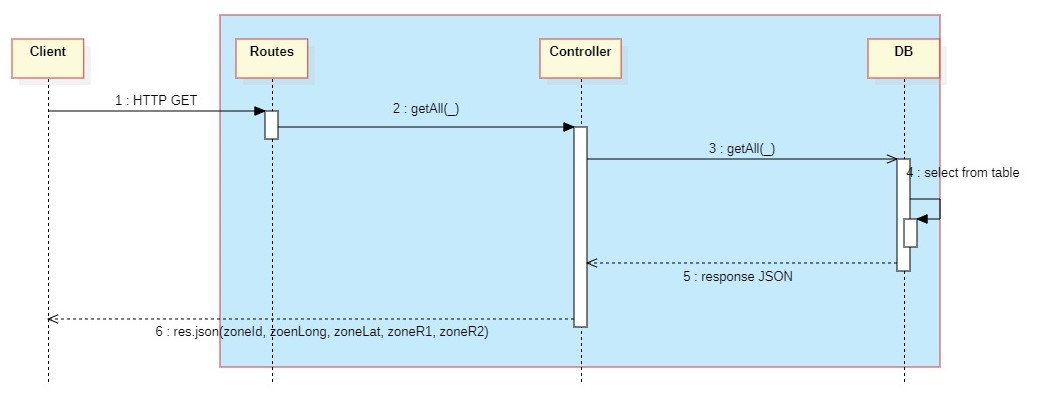 Client
Routes
Controller
DB
1 : HTTP GET
2 : getAll(_)
3 : getAll(_)
4 : select from table
5 : response JSON
6 : res.json(zoneId, zoenLong, zoneLat, zoneR1, zoneR2)